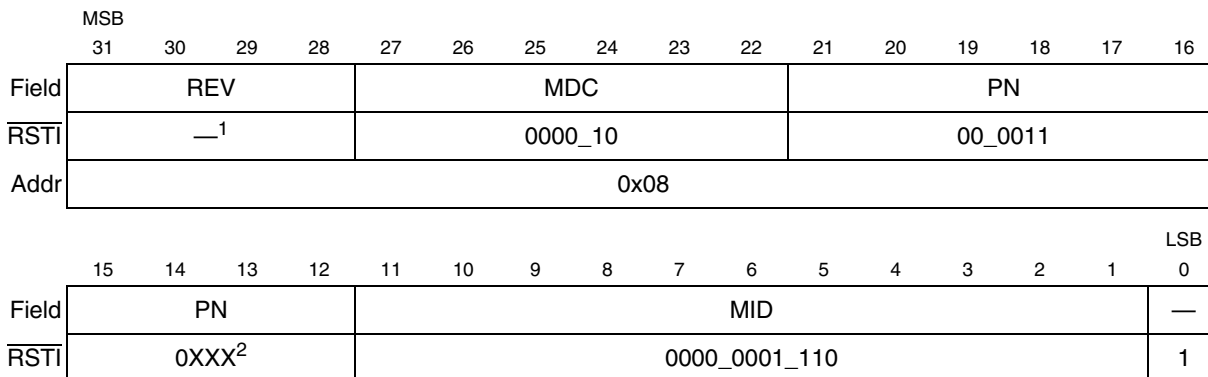 MSB
31 30 29 28 27 26 25 24 23 22 21 20 19 18 17 16
Field REV MDC PN
RSTI —1 0000_10 00_0011
Addr 0x08
LSB
15 14 13 12 11 10 9 8 7 6 5 4 3 2 1 0
Field PN MID —
RSTI 0XXX2 0000_0001_110 1